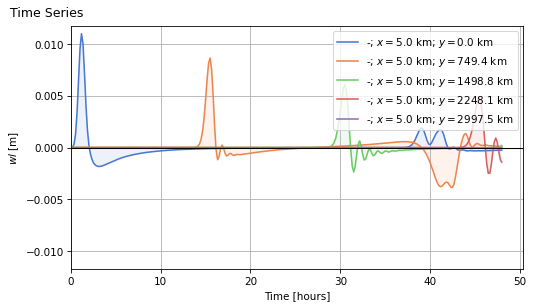 Time Series
-; x = 5.0 km; y = 0.0 km
-; x = 5.0 km; y = 749.4 km
-; x = 5.0 km; y = 1498.8 km
-; x = 5.0 km; y = 2248.1 km
-; x = 5.0 km; y = 2997.5 km
0.010
0.005
0.000
−0.005
−0.010
wl [m]
0 10 20 30 40 50
Time [hours]